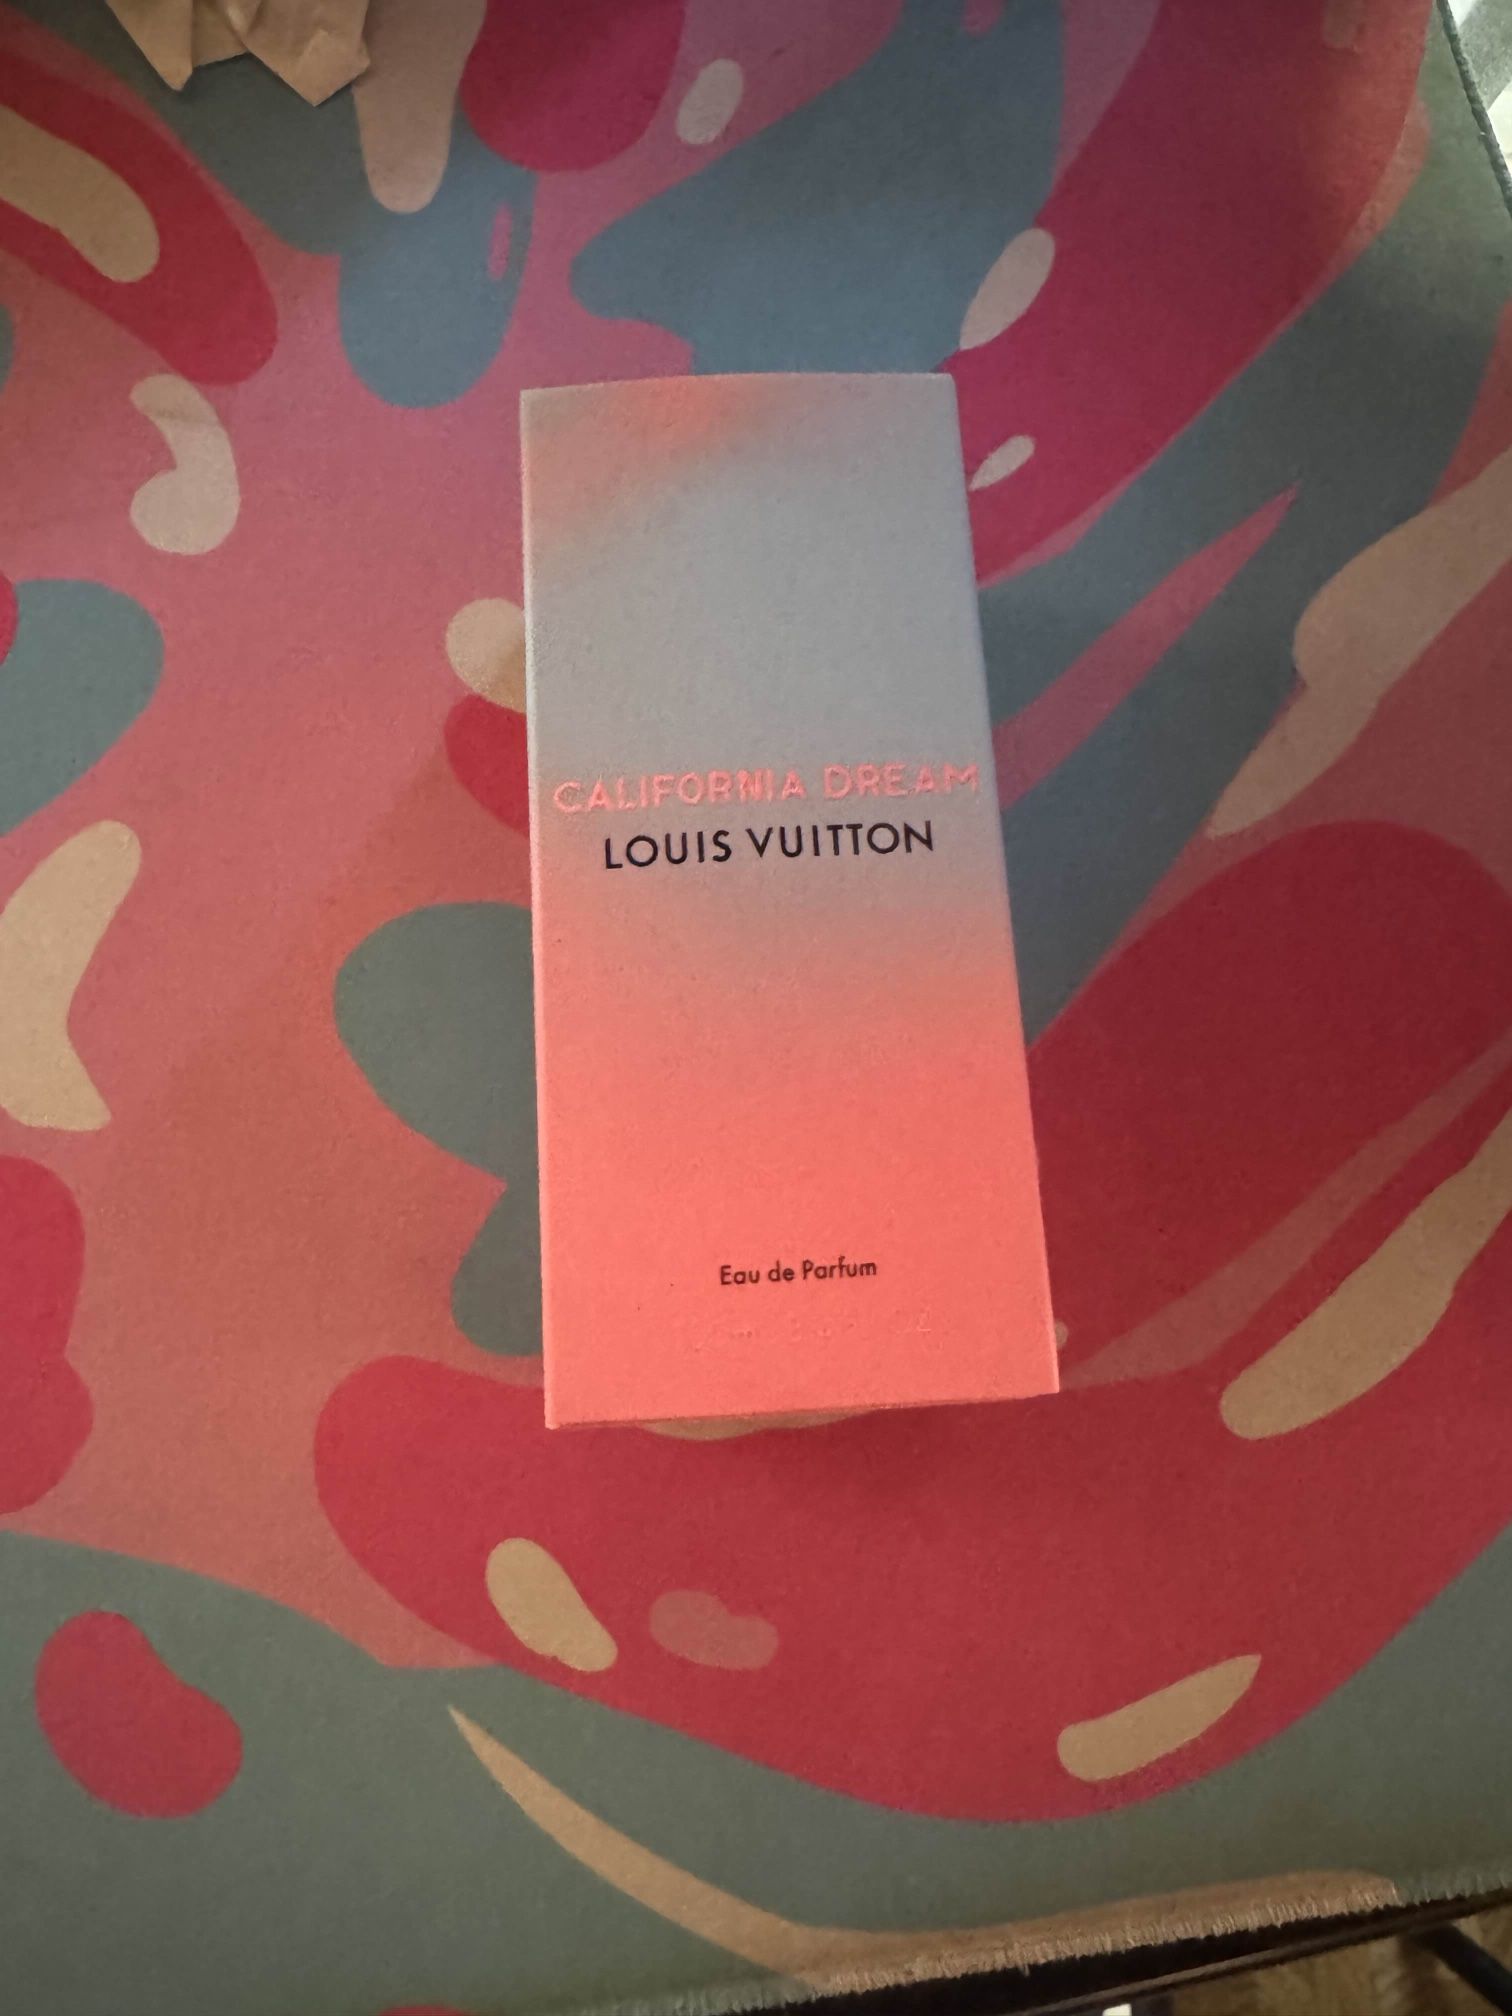 CALIFORNIA DREAM
LOUIS VUITTON
Eau de Parfum